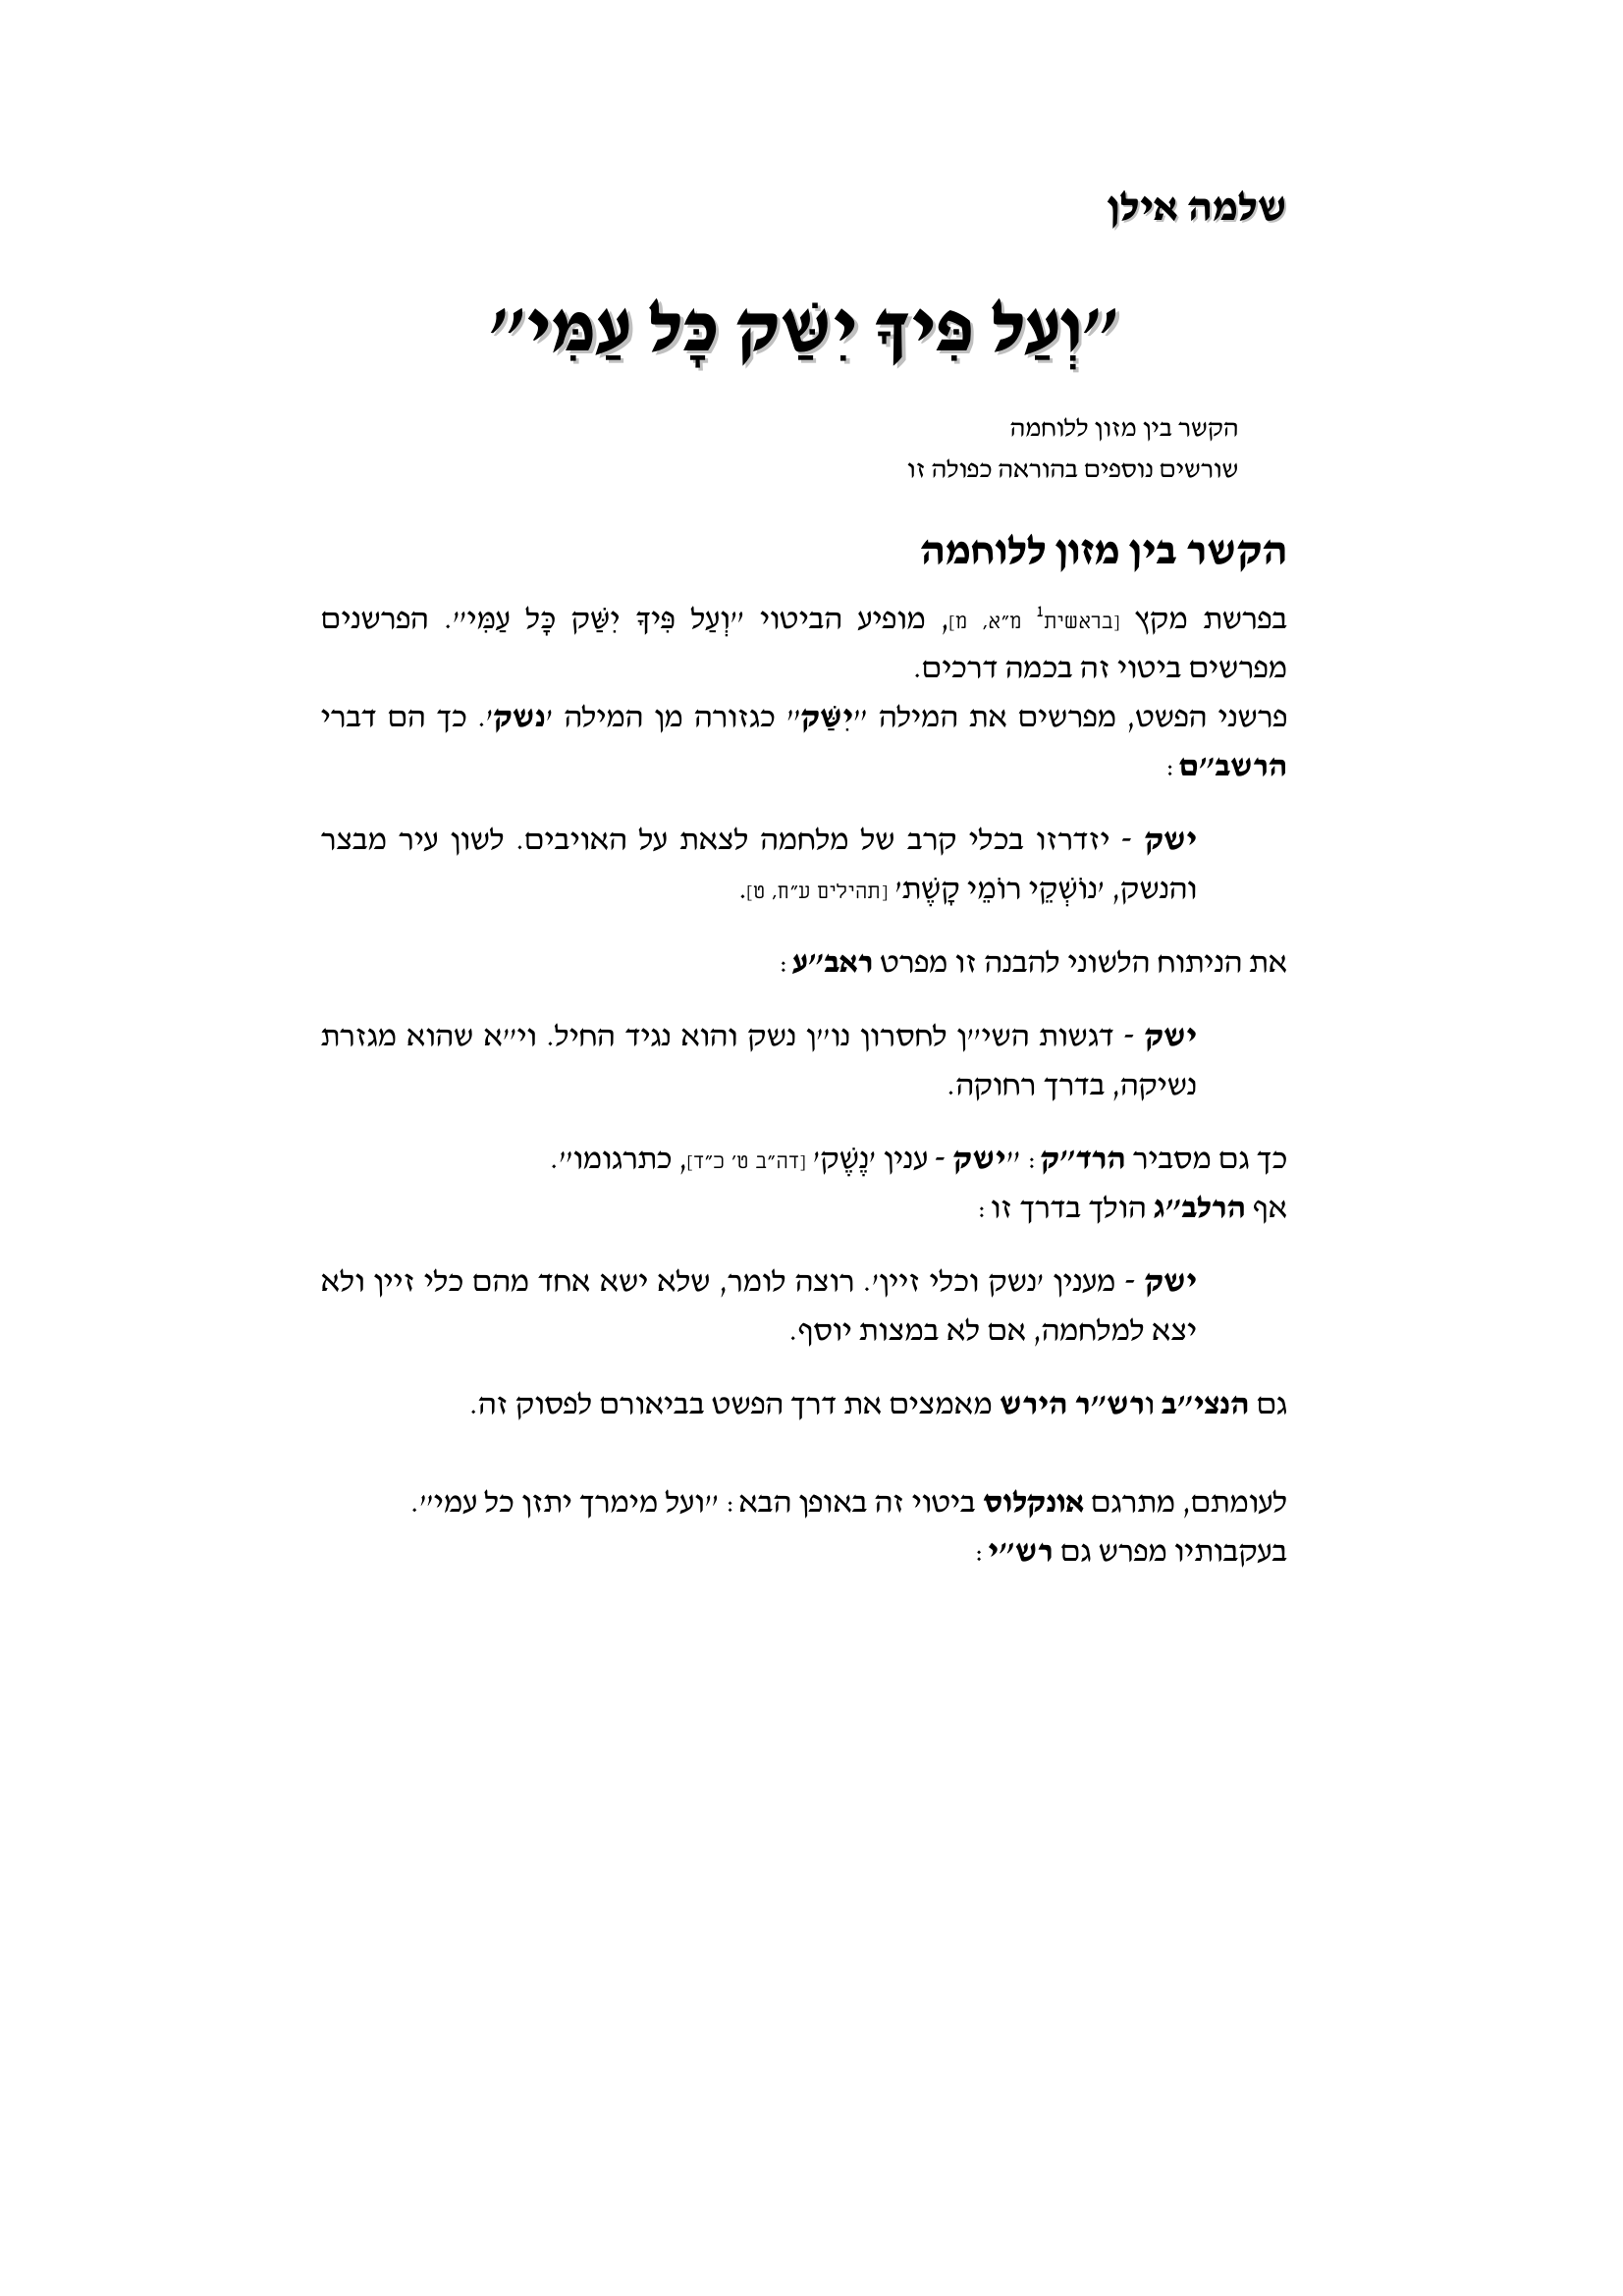 שלמה אילן
״וְעַל פִּיךָ יִשַּׁק כָּל עַמִּי״
הקשר בין מזון ללוחמה
שורשים נוספים בהוראה כפולה זו
הקשר בין מזון ללוחמה
בפרשת מקץ [בראשית1 מ״א, מ], מופיע הביטוי ״וְעַל פִּיךָ יִשַּׁק כָּל עַמִּי״. הפרשנים
מפרשים ביטוי זה בכמה דרכים.
פרשני הפשט, מפרשים את המילה ״יִשַּׁק״ כגזורה מן המילה ׳נשק׳. כך הם דברי
הרשב״ם:
ישק - יזדרזו בכלי קרב של מלחמה לצאת על האויבים. לשון עיר מבצר
והנשק, ׳נוֹשְׁקֵי רוֹמֵי קָשֶׁת׳ [תהילים ע״ח, ט].
את הניתוח הלשוני להבנה זו מפרט ראב״ע:
ישק - דגשות השי״ן לחסרון נו״ן נשק והוא נגיד החיל. וי״א שהוא מגזרת
נשיקה, בדרך רחוקה.
כך גם מסביר הרד״ק: ״ישק - ענין ׳נֶשֶׁק׳ [דה״ב ט׳ כ״ד], כתרגומו״.
אף הרלב״ג הולך בדרך זו:
ישק - מענין ׳נשק וכלי זיין׳. רוצה לומר, שלא ישא אחד מהם כלי זיין ולא
יצא למלחמה, אם לא במצות יוסף.
גם הנצי״ב ורש״ר הירש מאמצים את דרך הפשט בביאורם לפסוק זה.
לעומתם, מתרגם אונקלוס ביטוי זה באופן הבא: ״ועל מימרך יתזן כל עמי״.
בעקבותיו מפרש גם רש״י: